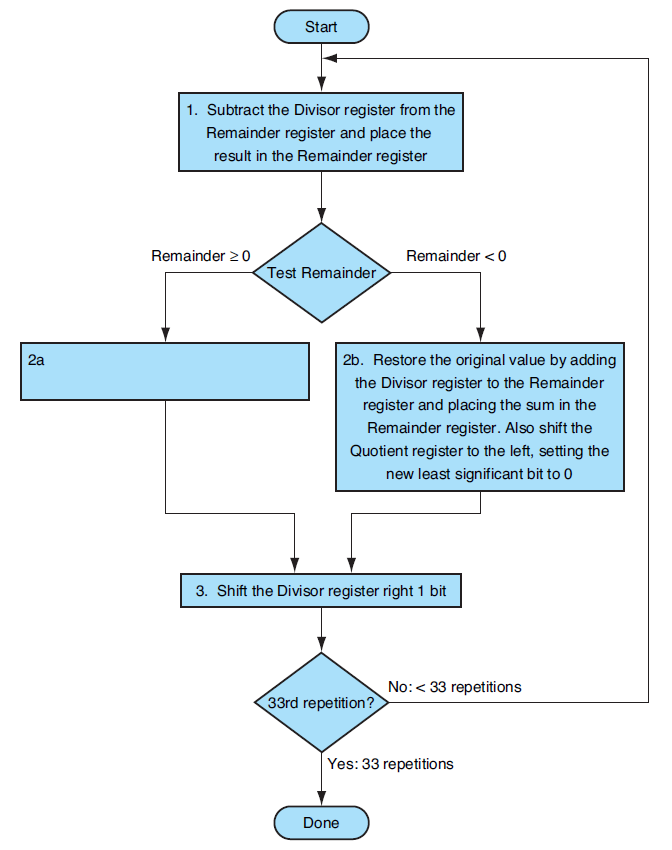 Start
1. Subtract the Divisor register from the
Remainder register and place the
result in the Remainder register
Remainder ≥ 0
Test Remainder
Remainder < 0
2a
2b. Restore the original value by adding
the Divisor register to the Remainder
register and placing the sum in the
Remainder register. Also shift the
Quotient register to the left, setting the
new least significant bit to 0
3. Shift the Divisor register right 1 bit
33rd repetition?
No: < 33 repetitions
Yes: 33 repetitions
Done